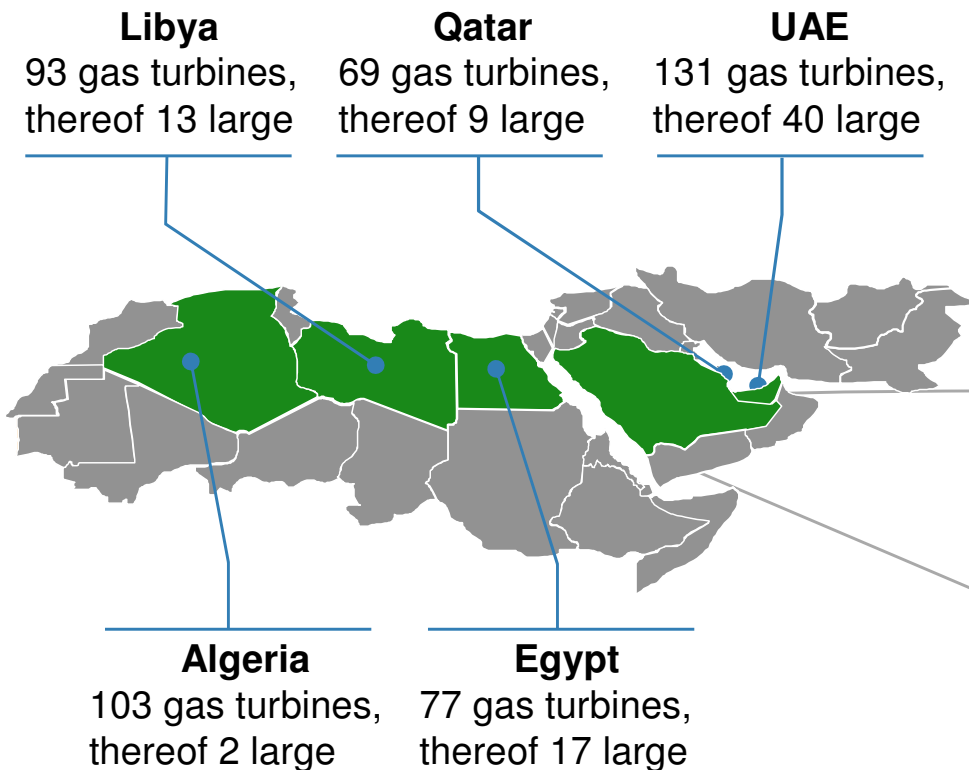 Libya
93 gas turbines,
thereof 13 large
Qatar
69 gas turbines,
thereof 9 large
UAE
131 gas turbines,
thereof 40 large
Algeria
103 gas turbines,
thereof 2 large
Egypt
77 gas turbines,
thereof 17 large